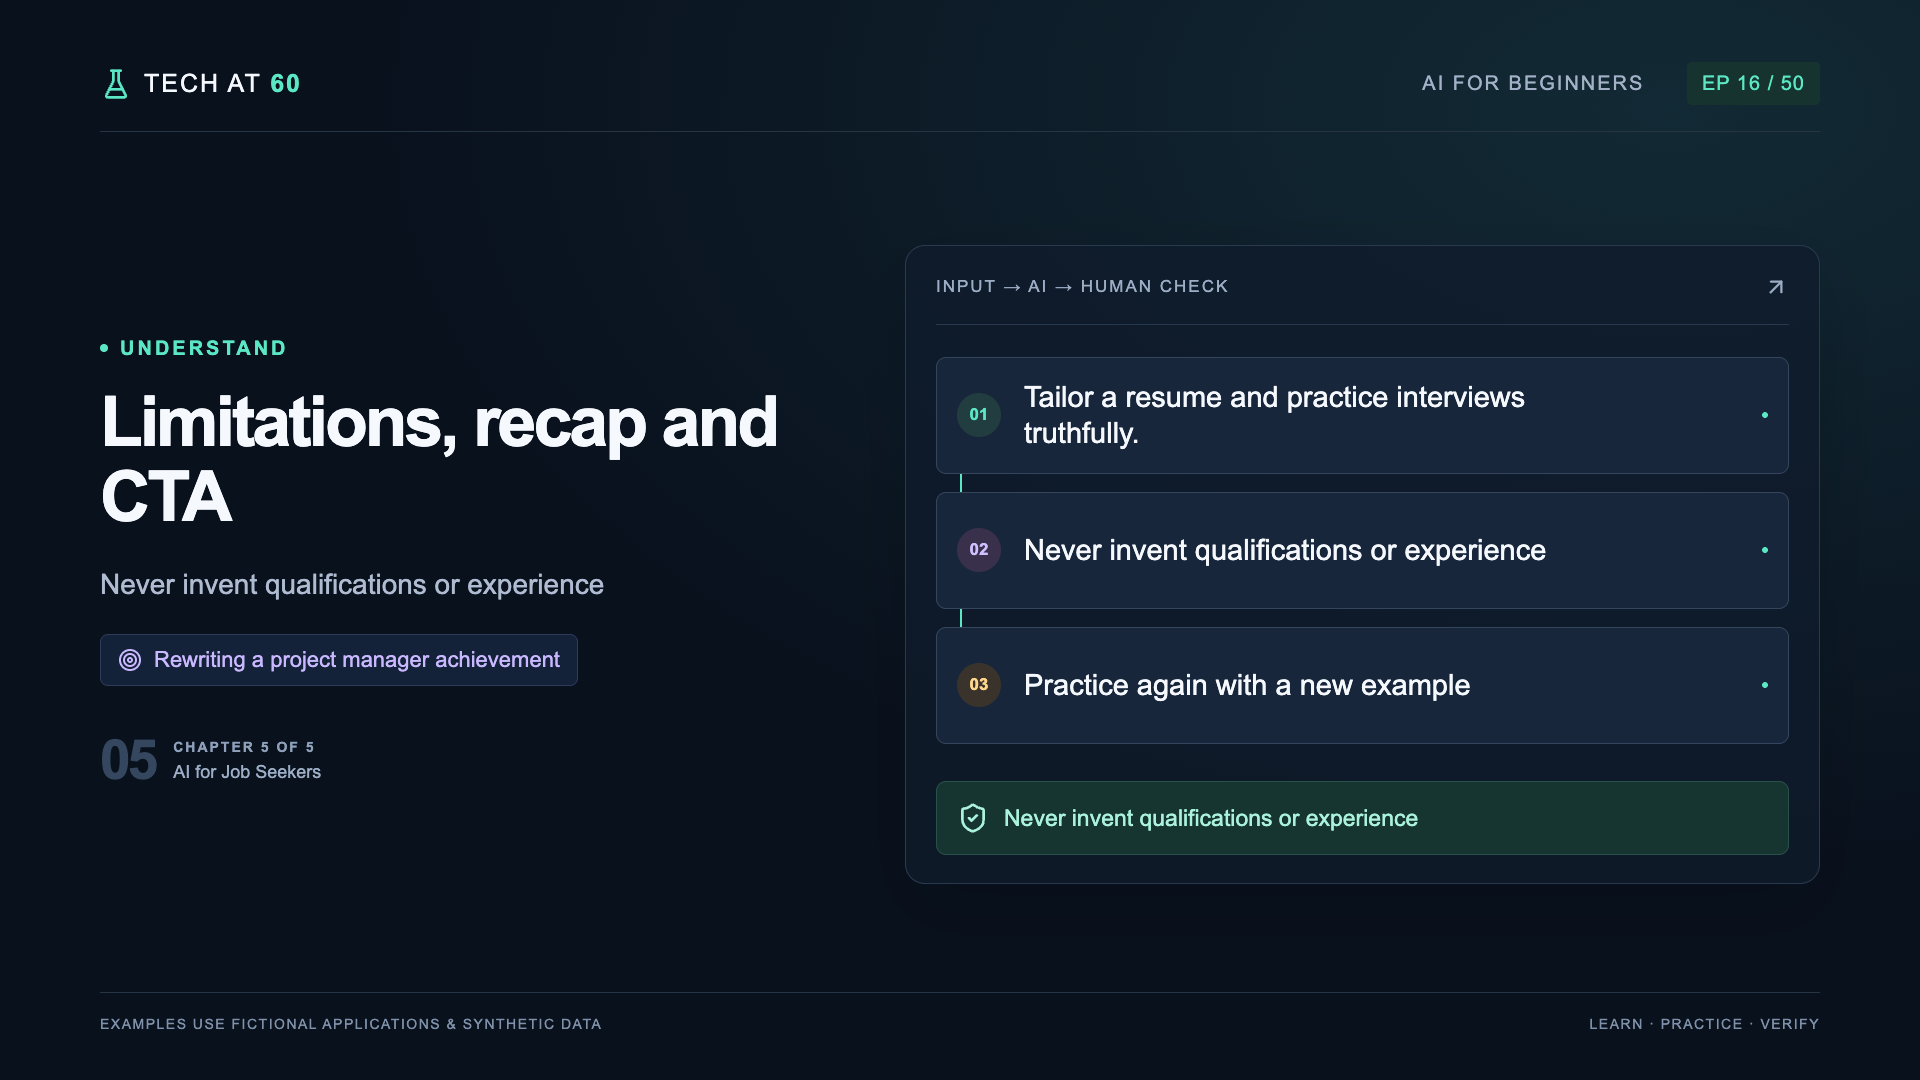 TECH AT 60
AI FOR BEGINNERS
EP 16 / 50
UNDERSTAND
Limitations, recap and
CTA
Never invent qualifications or experience
Rewriting a project manager achievement
05
CHAPTER 5 OF 5
AI for Job Seekers
INPUT → AI → HUMAN CHECK
01
Tailor a resume and practice interviews
truthfully.
02
Never invent qualifications or experience
03
Practice again with a new example
Never invent qualifications or experience
EXAMPLES USE FICTIONAL APPLICATIONS & SYNTHETIC DATA
LEARN · PRACTICE · VERIFY